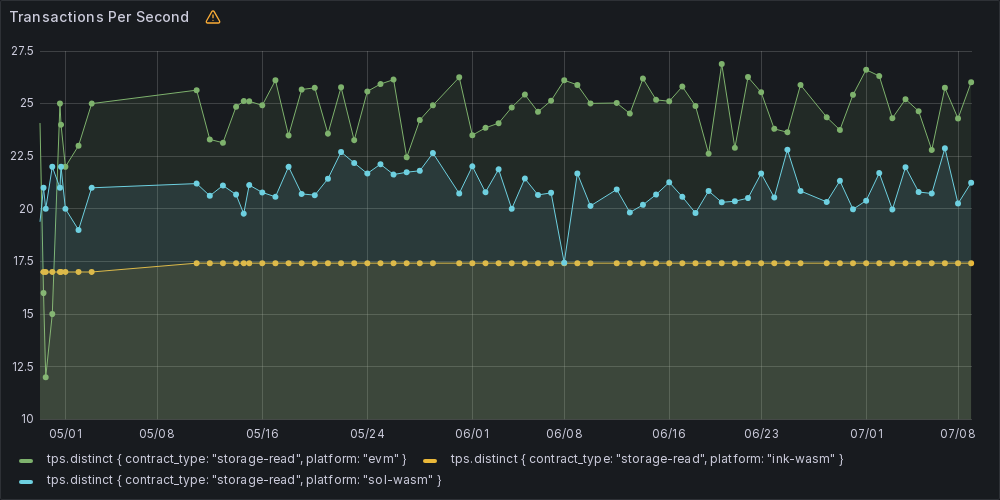 Transactions Per Second
27.5
25
22.5
20
17.5
15
12.5
10
05/01 05/08 05/16 05/24 06/01 06/08 06/16 06/23 07/01 07/08
tps.distinct { contract_type: "storage-read", platform: "evm" } tps.distinct { contract_type: "storage-read", platform: "ink-wasm" }
tps.distinct { contract_type: "storage-read", platform: "sol-wasm" }